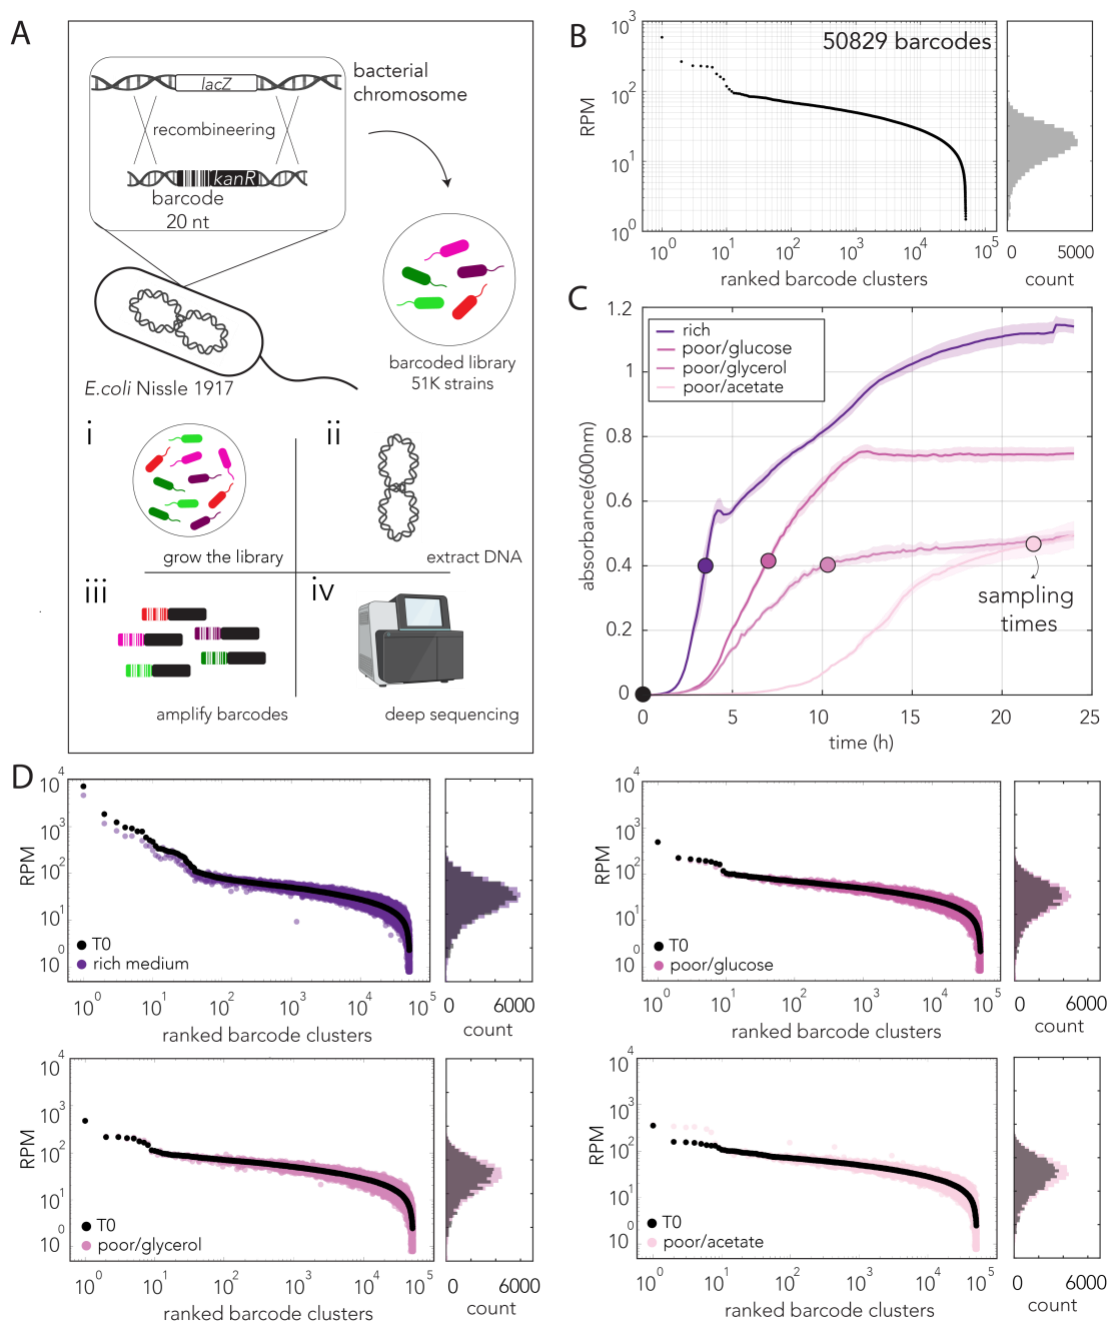 A
lacZ
bacterial
chromosome
recombineering
kanR
barcode
20 nt
E.coli Nissle 1917
barcoded library
51K strains
i
grow the library
ii
extract DNA
iii
amplify barcodes
iv
deep sequencing
B
50829 barcodes
RPM
10^3
10^2
10^1
10^0
10^0
10^1
10^2
10^3
10^4
10^5
ranked barcode clusters
0
5000
count
C
rich
poor/glucose
poor/glycerol
poor/acetate
absorbance(600nm)
1.2
1
0.8
0.6
0.4
0.2
0
0
5
10
15
20
25
time (h)
sampling
times
D
RPM
10^4
10^3
10^2
10^1
0
10
T0
rich medium
10^0
10^1
10^2
10^3
10^4
10^5
ranked barcode clusters
0
6000
count
RPM
10^4
10^3
10^2
10^1
0
10
T0
poor/glucose
10^0
10^1
10^2
10^3
10^4
10^5
ranked barcode clusters
0
6000
count
RPM
10^4
10^3
10^2
10^1
0
10
T0
poor/glycerol
10^0
10^1
10^2
10^3
10^4
10^5
ranked barcode clusters
0
6000
count
RPM
10^4
10^3
10^2
10^1
0
10
T0
poor/acetate
10^0
10^1
10^2
10^3
10^4
10^5
ranked barcode clusters
0
6000
count